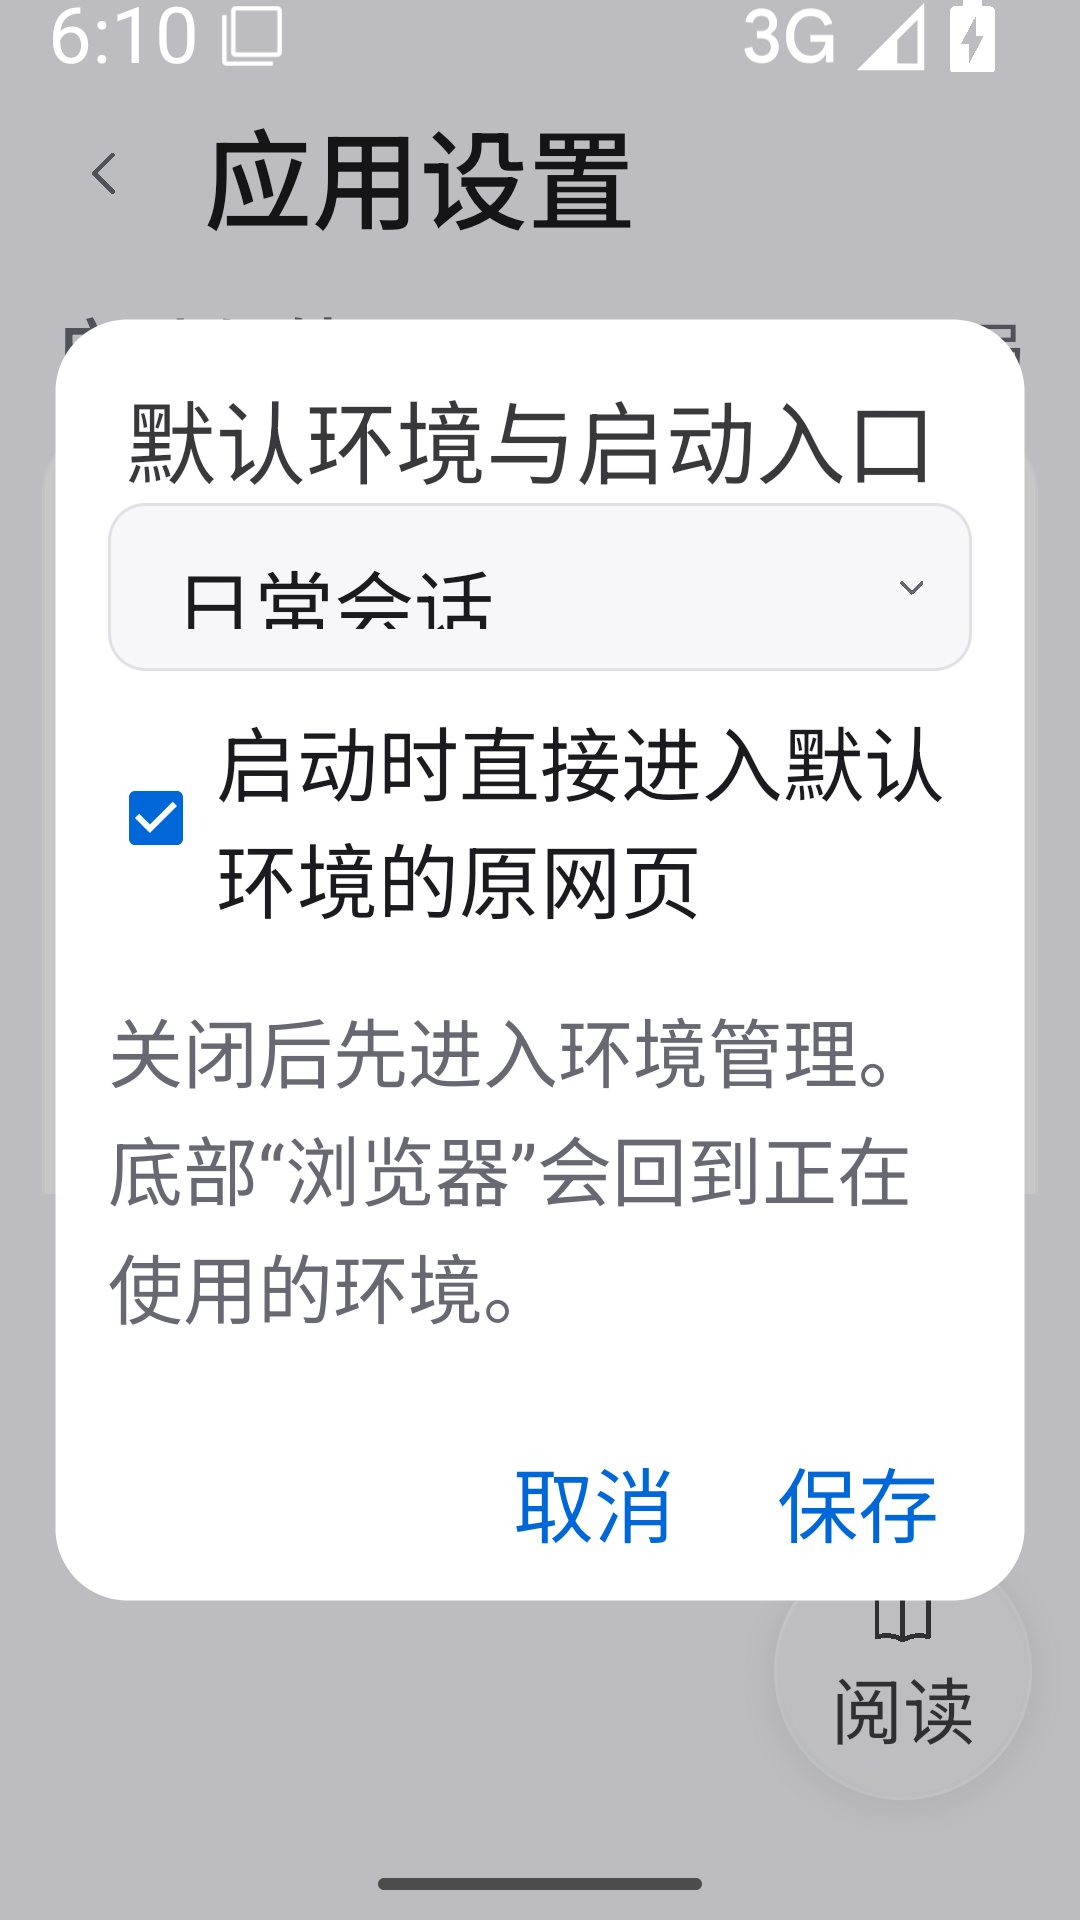 6:10
3G
应用设置
默认环境与启动入口
日常会话
启动时直接进入默认
环境的原网页
关闭后先进入环境管理。
底部“浏览器”会回到正在
使用的环境。
取消
保存
阅读